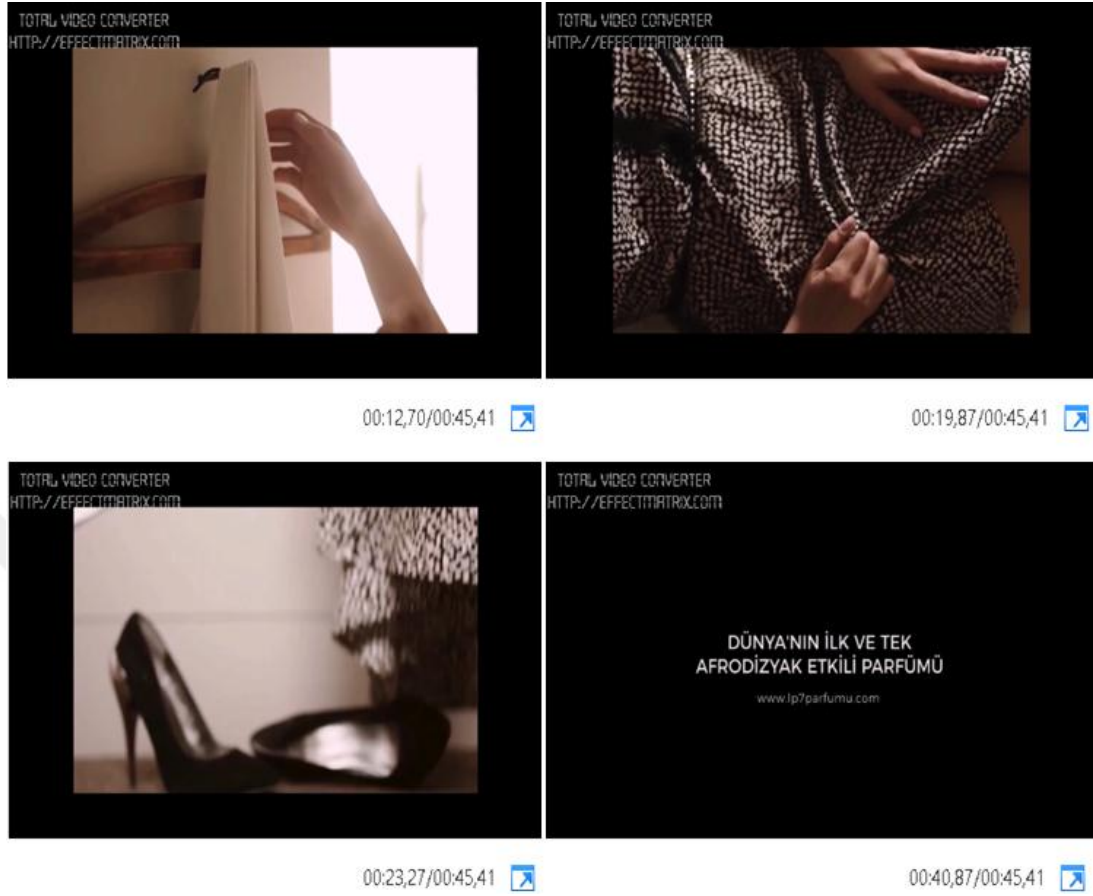 TOTAL VIDEO CONVERTER
HTTP://EFFECTMATRIX.COM
TOTAL VIDEO CONVERTER
HTTP://EFFECTMATRIX.COM
00:12,70/00:45,41
00:19,87/00:45,41
TOTAL VIDEO CONVERTER
HTTP://EFFECTMATRIX.COM
TOTAL VIDEO CONVERTER
HTTP://EFFECTMATRIX.COM
DÜNYA'NIN İLK VE TEK
AFRODİZYAK ETKİLİ PARFÜMÜ
www.lp7parfumu.com
00:23,27/00:45,41
00:40,87/00:45,41